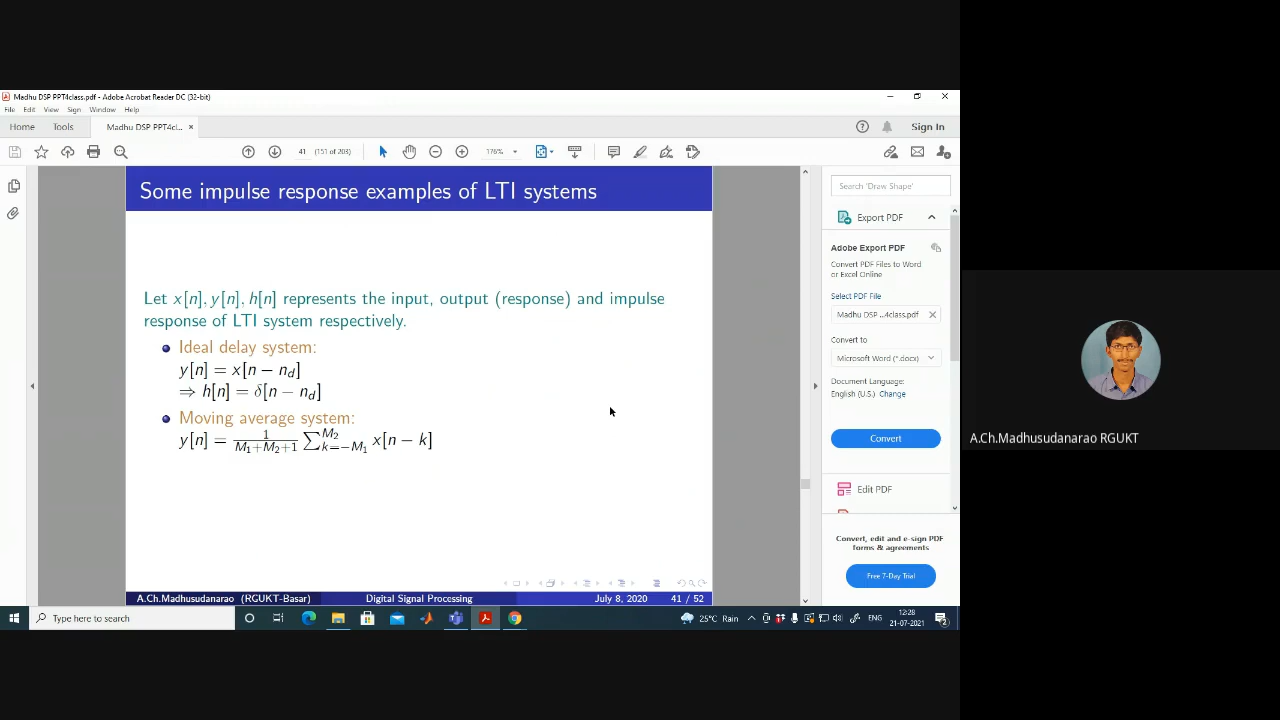 Madhu DSP PPT4class.pdf - Adobe Acrobat Reader DC (32-bit)
File Edit View Sign Window Help
Home Tools Madhu DSP PPT4cl... × Sign In
41 (151 of 203) 176%
Some impulse response examples of LTI systems
Let x[n], y[n], h[n] represents the input, output (response) and impulse
response of LTI system respectively.
Ideal delay system:
y[n] = x[n − n_d]
⇒ h[n] = δ[n − n_d]
Moving average system:
y[n] = \frac{1}{M_1+M_2+1} \sum_{k=-M_1}^{M_2} x[n − k]
A.Ch.Madhusudanarao (RGUKT-Basar) Digital Signal Processing July 8, 2020 41 / 52
Search 'Draw Shape'
Export PDF
Adobe Export PDF
Convert PDF Files to Word
or Excel Online
Select PDF File
Madhu DSP ...4class.pdf ×
Convert to
Microsoft Word (*.docx)
Document Language:
English (U.S.) Change
Convert
Edit PDF
Convert, edit and e-sign PDF
forms & agreements
Free 7-Day Trial
Type here to search 25°C Rain ENG 12:28
21-07-2021 2
A.Ch.Madhusudanarao RGUKT